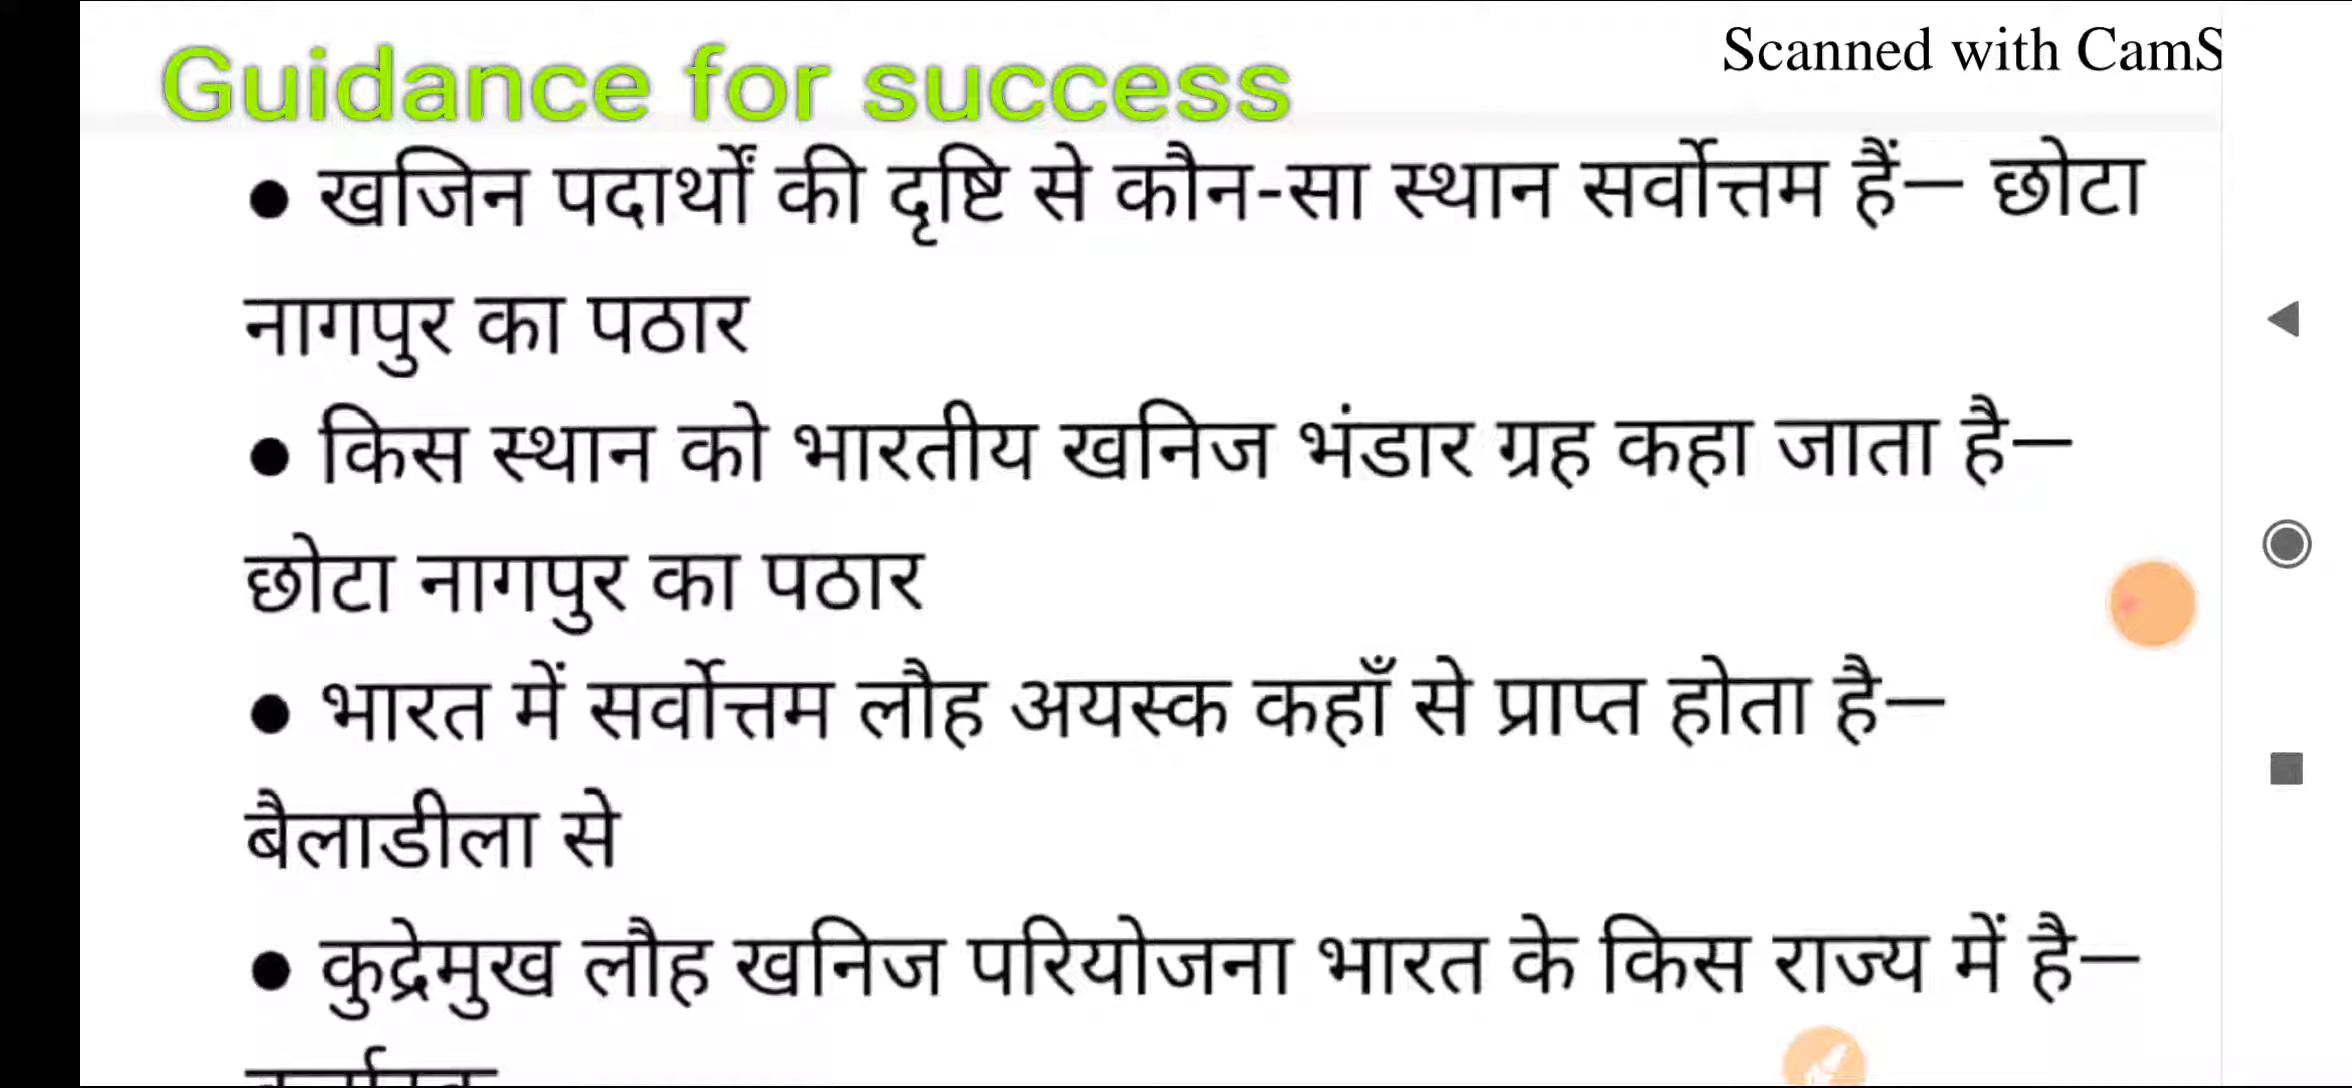 Guidance for success
Scanned with CamS
● खजिन पदार्थों की दृष्टि से कौन-सा स्थान सर्वोत्तम हैं— छोटा
नागपुर का पठार
● किस स्थान को भारतीय खनिज भंडार ग्रह कहा जाता है—
छोटा नागपुर का पठार
● भारत में सर्वोत्तम लौह अयस्क कहाँ से प्राप्त होता है—
बैलाडीला से
● कुद्रेमुख लौह खनिज परियोजना भारत के किस राज्य में है—